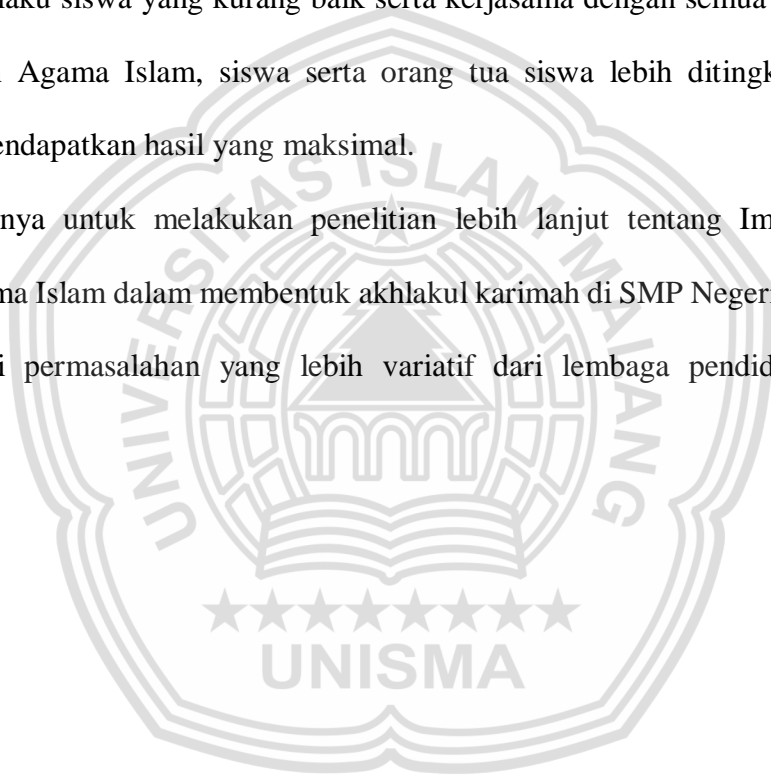 laku siswa yang kurang baik serta kerjasama dengan semua
Agama Islam, siswa serta orang tua siswa lebih ditingk
endapatkan hasil yang maksimal.
nya untuk melakukan penelitian lebih lanjut tentang Im
ma Islam dalam membentuk akhlakul karimah di SMP Negeri
i permasalahan yang lebih variatif dari lembaga pendid
UNIVERSITAS ISLAM MALANG
UNISMA